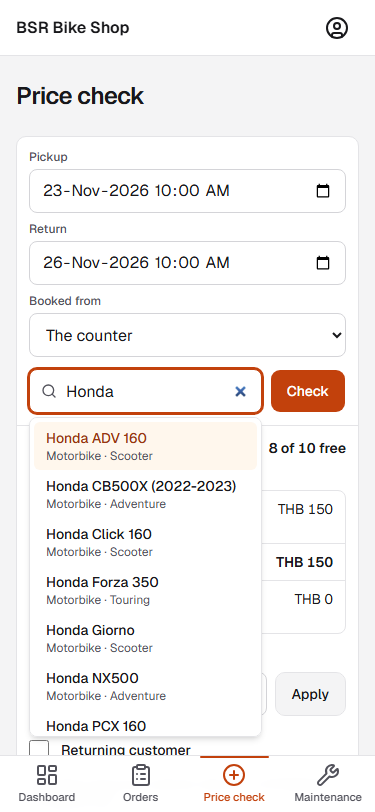 BSR Bike Shop
Price check
Pickup
23-Nov-2026 10:00 AM
Return
26-Nov-2026 10:00 AM
Booked from
The counter
Honda
Check
Honda ADV 160
Motorbike · Scooter
8 of 10 free
Honda CB500X (2022-2023)
Motorbike · Adventure
THB 150
Honda Click 160
Motorbike · Scooter
THB 150
Honda Forza 350
Motorbike · Touring
THB 0
Honda Giorno
Motorbike · Scooter
Honda NX500
Motorbike · Adventure
Apply
Honda PCX 160
Returning customer
Dashboard
Orders
Price check
Maintenance